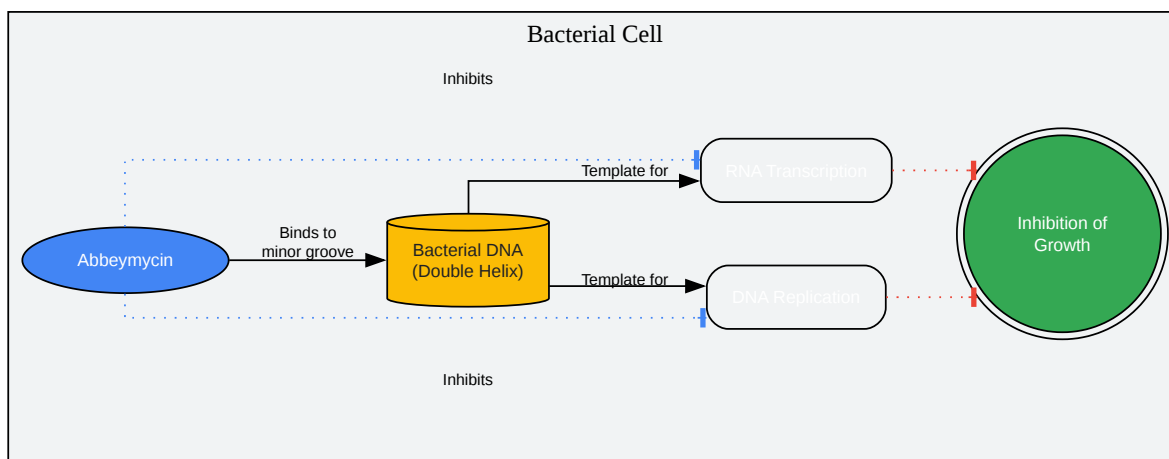 Bacterial Cell
Inhibits
Template for
RNA Transcription
Binds to
minor groove
Abbeymycin
Bacterial DNA
(Double Helix)
Inhibition of
Growth
Template for
DNA Replication
Inhibits